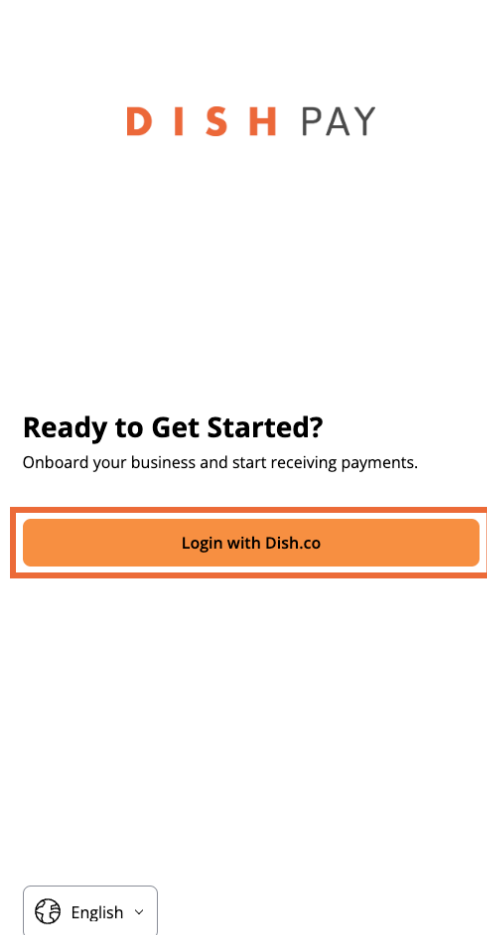 DISH PAY
Ready to Get Started?
Onboard your business and start receiving payments.
Login with Dish.co
English